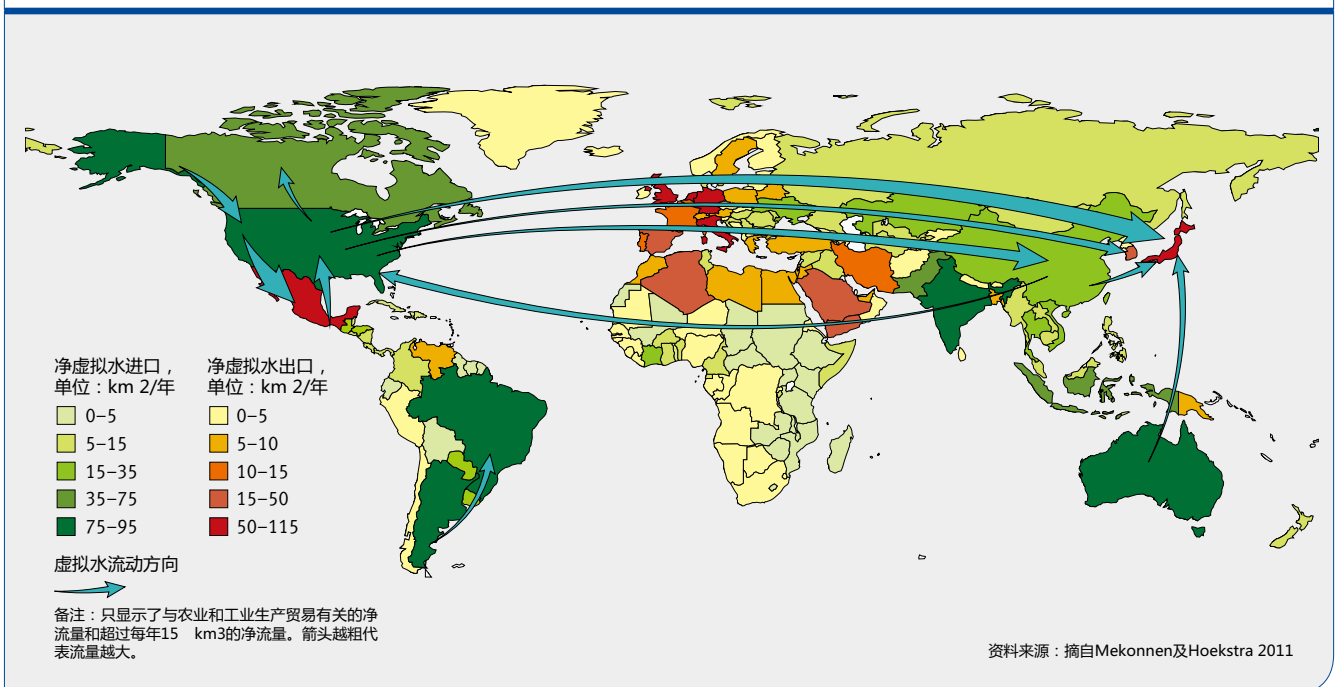 净虚拟水进口，
单位：km 2/年
0–5
5–15
15–35
35–75
75–95
净虚拟水出口，
单位：km 2/年
0–5
5–10
10–15
15–50
50–115
虚拟水流动方向
备注：只显示了与农业和工业生产贸易有关的净
流量和超过每年15 km3的净流量。箭头越粗代
表流量越大。
资料来源：摘自Mekonnen及Hoekstra 2011